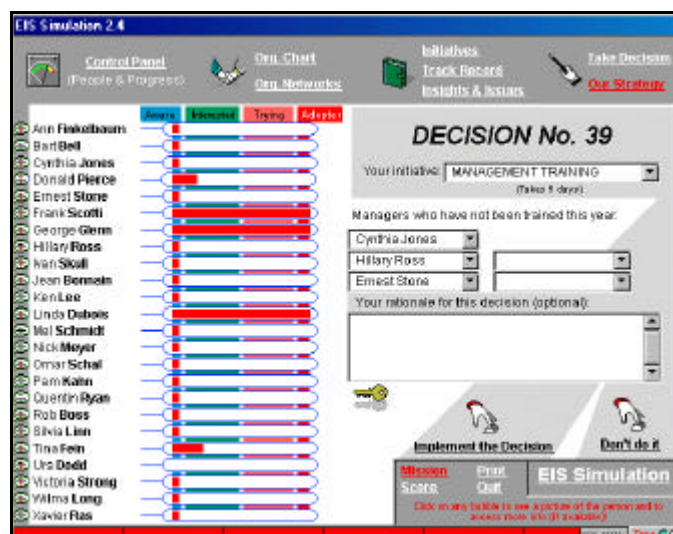 EIS Simulation 2.4
Control Panel
(People & Progress)
Org. Chart
Org. Networks
Initiatives
Track Record
Insights & Issues
Take Decision
Our Strategy
Aware Interested Trying Adopter
Ann Finkelbaum
Bart Bell
Cynthia Jones
Donald Pierce
Ernest Stone
Frank Scotti
George Glenn
Hillary Ross
Ivan Skull
Jean Bonnain
Ken Lee
Linda Dubois
Mel Schmidt
Nick Meyer
Omar Schal
Pam Kahn
Quentin Ryan
Rob Boss
Silvia Linn
Tina Fein
Urs Dodd
Victoria Strong
Wilma Long
Xavier Ras
DECISION No. 39
Your initiative: MANAGEMENT TRAINING
(Takes 5 days)
Managers who have not been trained this year:
Cynthia Jones
Hillary Ross
Ernest Stone
Your rationale for this decision (optional):
Implement the Decision
Don't do it
Mission
Print
Score
Quit
EIS Simulation
Click on any bubble to see a picture of the person and to
access more info (if available)!